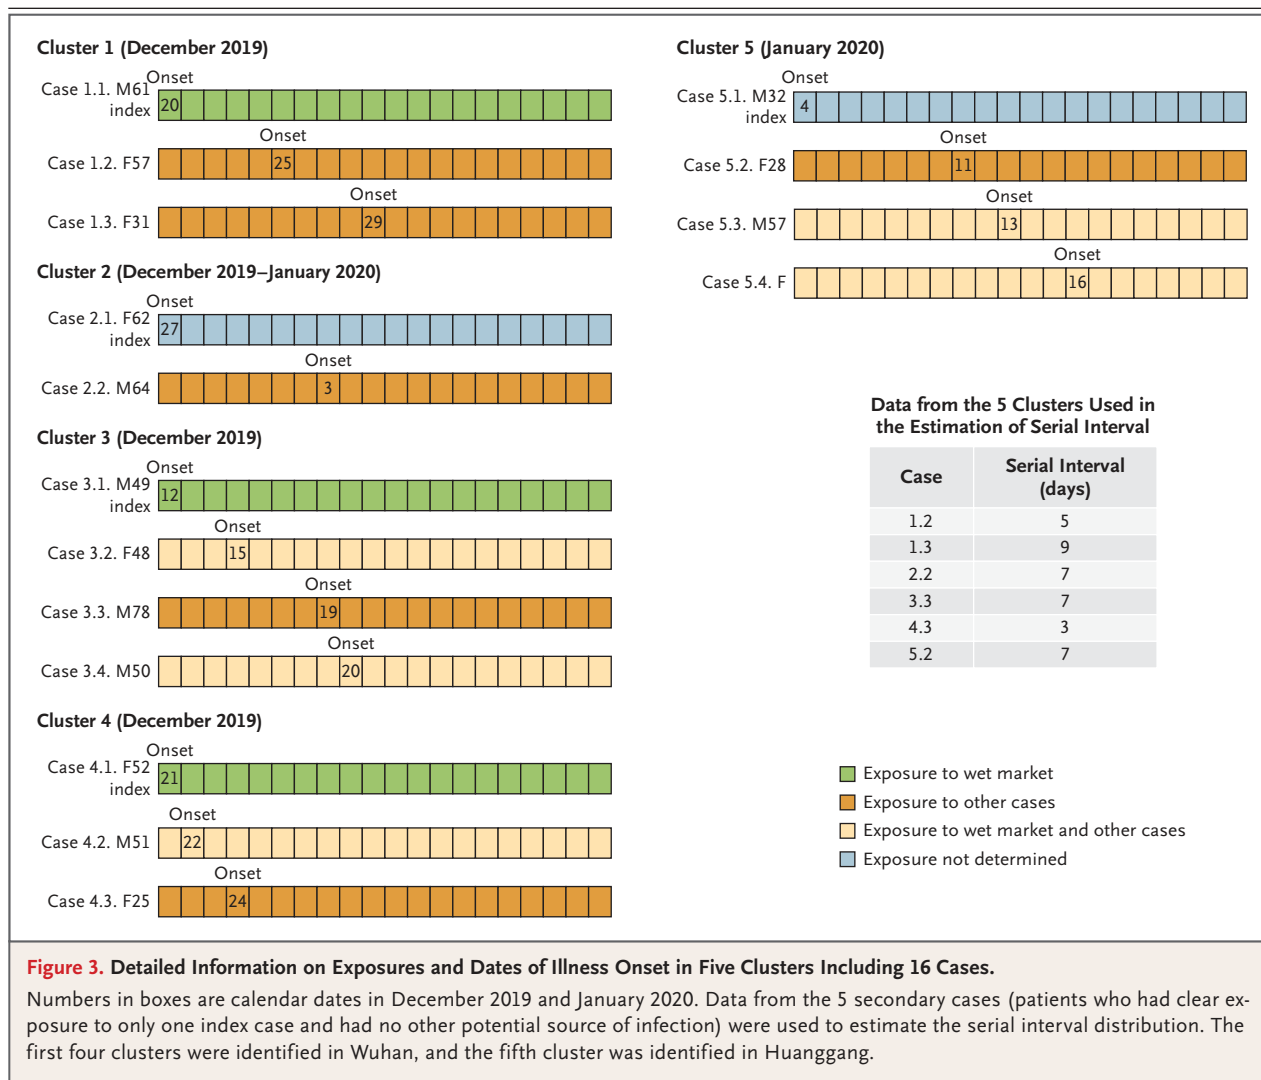 Cluster 1 (December 2019)
Onset
Case 1.1. M61
index
20
Onset
Case 1.2. F57
25
Onset
Case 1.3. F31
29
Cluster 2 (December 2019–January 2020)
Onset
Case 2.1. F62
index
27
Onset
Case 2.2. M64
3
Cluster 3 (December 2019)
Onset
Case 3.1. M49
index
12
Onset
Case 3.2. F48
15
Onset
Case 3.3. M78
19
Onset
Case 3.4. M50
20
Cluster 4 (December 2019)
Onset
Case 4.1. F52
index
21
Onset
Case 4.2. M51
22
Onset
Case 4.3. F25
24
Cluster 5 (January 2020)
Onset
Case 5.1. M32
index
4
Onset
Case 5.2. F28
11
Onset
Case 5.3. M57
13
Onset
Case 5.4. F
16
Data from the 5 Clusters Used in
the Estimation of Serial Interval
Case Serial Interval
(days)
1.2 5
1.3 9
2.2 7
3.3 7
4.3 3
5.2 7
Exposure to wet market
Exposure to other cases
Exposure to wet market and other cases
Exposure not determined
Figure 3. Detailed Information on Exposures and Dates of Illness Onset in Five Clusters Including 16 Cases.
Numbers in boxes are calendar dates in December 2019 and January 2020. Data from the 5 secondary cases (patients who had clear ex-
posure to only one index case and had no other potential source of infection) were used to estimate the serial interval distribution. The
first four clusters were identified in Wuhan, and the fifth cluster was identified in Huanggang.